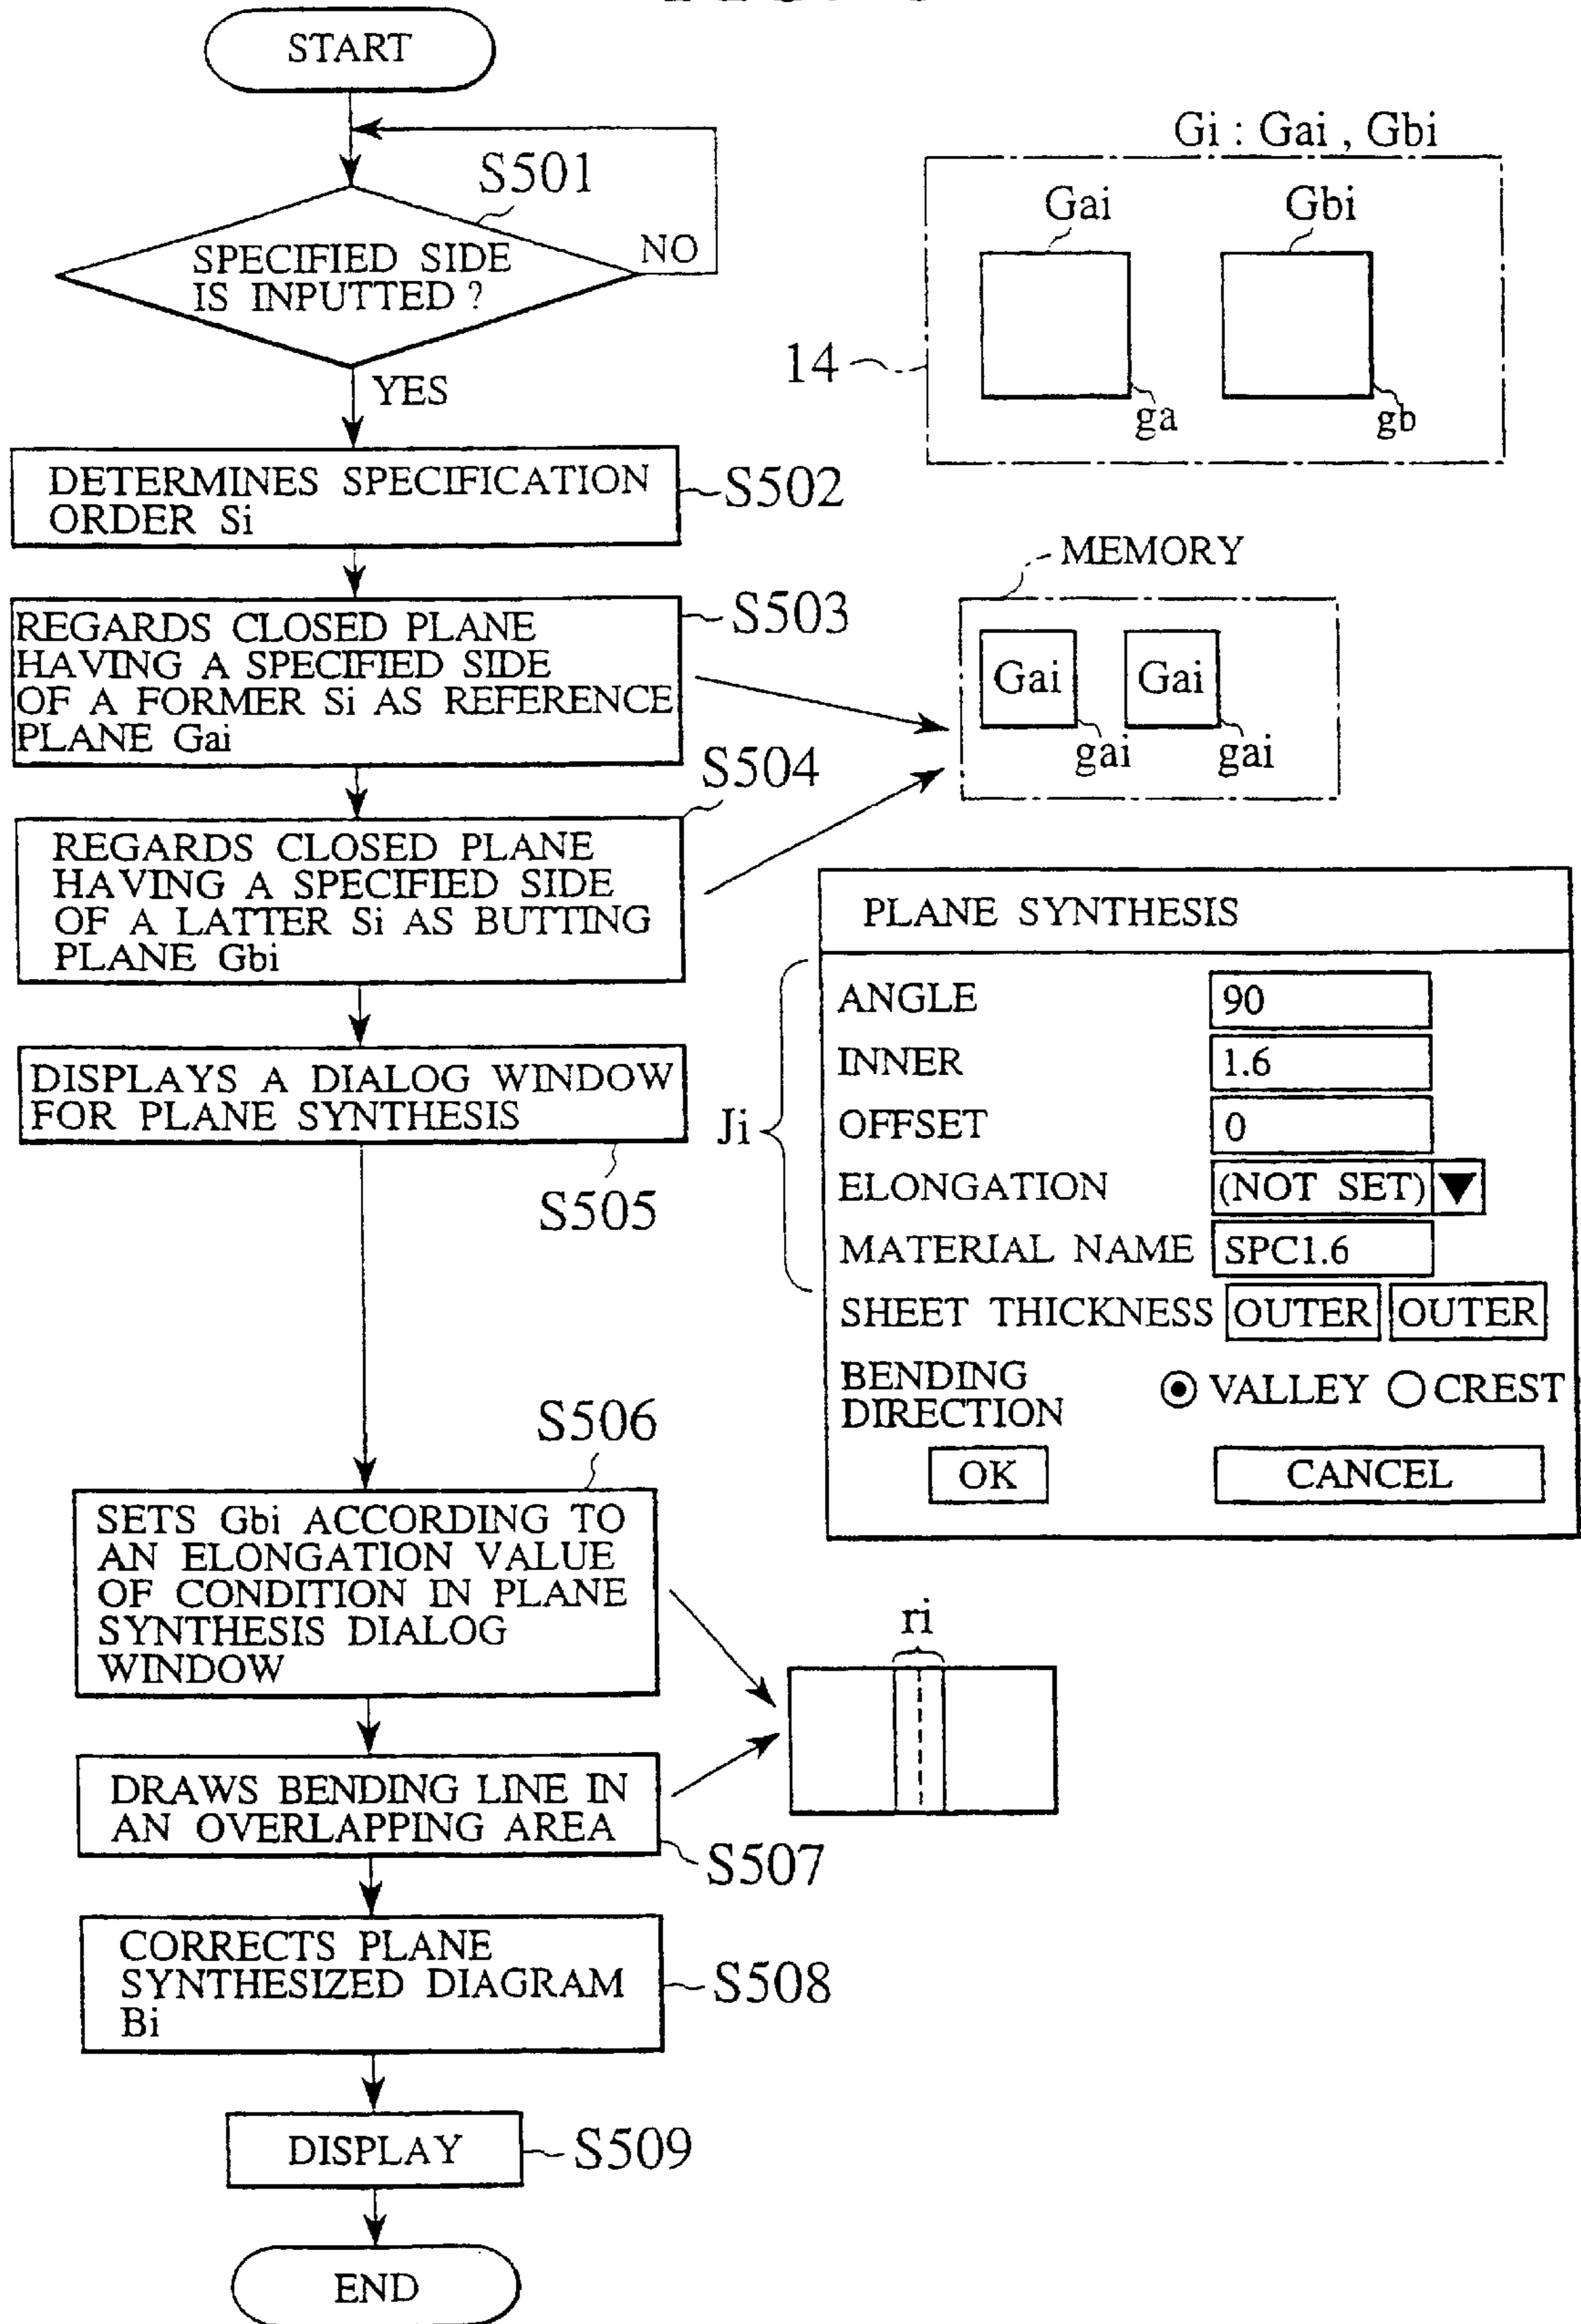 START
S501
SPECIFIED SIDE
IS INPUTTED ?
NO
YES
DETERMINES SPECIFICATION
ORDER Si
S502
REGARDS CLOSED PLANE
HAVING A SPECIFIED SIDE
OF A FORMER Si AS REFERENCE
PLANE Gai
S503
S504
REGARDS CLOSED PLANE
HAVING A SPECIFIED SIDE
OF A LATTER Si AS BUTTING
PLANE Gbi
DISPLAYS A DIALOG WINDOW
FOR PLANE SYNTHESIS
S505
S506
SETS Gbi ACCORDING TO
AN ELONGATION VALUE
OF CONDITION IN PLANE
SYNTHESIS DIALOG
WINDOW
DRAWS BENDING LINE IN
AN OVERLAPPING AREA
S507
CORRECTS PLANE
SYNTHESIZED DIAGRAM
Bi
S508
DISPLAY
S509
END
Gi : Gai , Gbi
Gai Gbi
14
ga gb
MEMORY
Gai Gai
gai gai
PLANE SYNTHESIS
Ji
ANGLE 90
INNER 1.6
OFFSET 0
ELONGATION (NOT SET)
MATERIAL NAME SPC1.6
SHEET THICKNESS OUTER OUTER
BENDING
DIRECTION
VALLEY CREST
OK CANCEL
ri